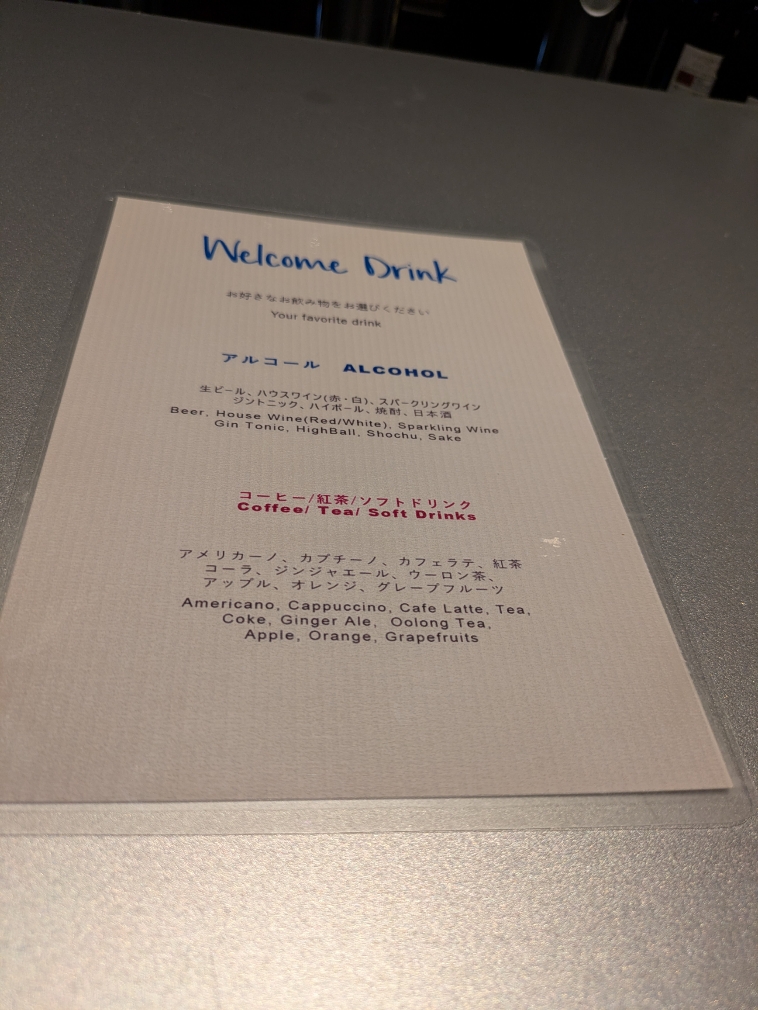 Welcome Drink
お好きなお飲み物をお選びください
Your favorite drink
アルコール ALCOHOL
生ビール、ハウスワイン(赤・白)、スパークリングワイン
ジントニック、ハイボール、焼酎、日本酒
Beer, House Wine(Red/White), Sparkling Wine
Gin Tonic, HighBall, Shochu, Sake
コーヒー/紅茶/ソフトドリンク
Coffee/ Tea/ Soft Drinks
アメリカーノ、カプチーノ、カフェラテ、紅茶
コーラ、ジンジャエール、ウーロン茶、
アップル、オレンジ、グレープフルーツ
Americano, Cappuccino, Cafe Latte, Tea,
Coke, Ginger Ale, Oolong Tea,
Apple, Orange, Grapefruits